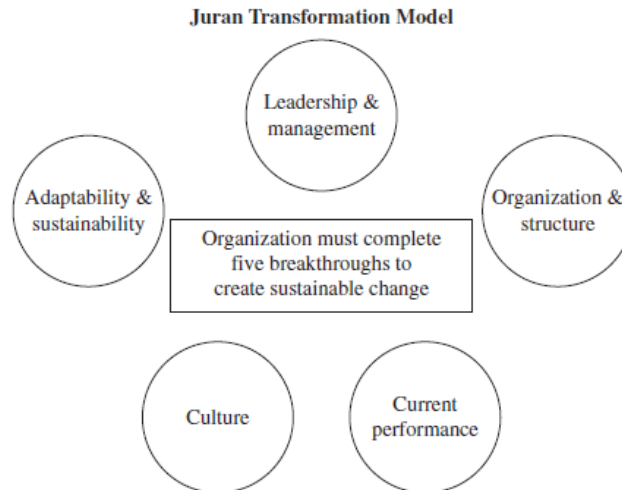 Juran Transformation Model
Leadership &
management
Adaptability &
sustainability
Organization &
structure
Organization must complete
five breakthroughs to
create sustainable change
Culture
Current
performance